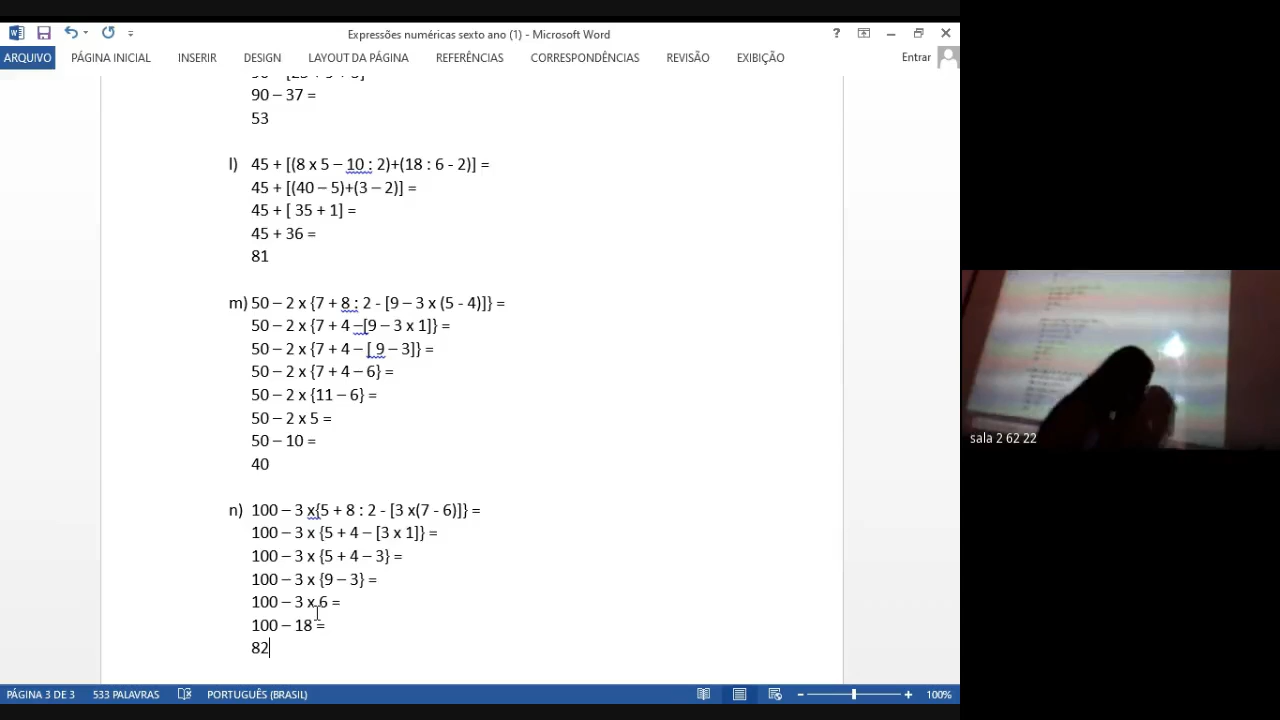 Expressões numéricas sexto ano (1) - Microsoft Word
ARQUIVO PÁGINA INICIAL INSERIR DESIGN LAYOUT DA PÁGINA REFERÊNCIAS CORRESPONDÊNCIAS REVISÃO EXIBIÇÃO Entrar
90 – 37 =
53
l) 45 + [(8 x 5 – 10 : 2)+(18 : 6 - 2)] =
45 + [(40 – 5)+(3 – 2)] =
45 + [ 35 + 1] =
45 + 36 =
81
m) 50 – 2 x {7 + 8 : 2 - [9 – 3 x (5 - 4)]} =
50 – 2 x {7 + 4 –[9 – 3 x 1]} =
50 – 2 x {7 + 4 – [ 9 – 3]} =
50 – 2 x {7 + 4 – 6} =
50 – 2 x {11 – 6} =
50 – 2 x 5 =
50 – 10 =
40
n) 100 – 3 x{5 + 8 : 2 - [3 x(7 - 6)]} =
100 – 3 x {5 + 4 – [3 x 1]} =
100 – 3 x {5 + 4 – 3} =
100 – 3 x {9 – 3} =
100 – 3 x 6 =
100 – 18 =
82
PÁGINA 3 DE 3 533 PALAVRAS PORTUGUÊS (BRASIL) 100%
sala 2 62 22